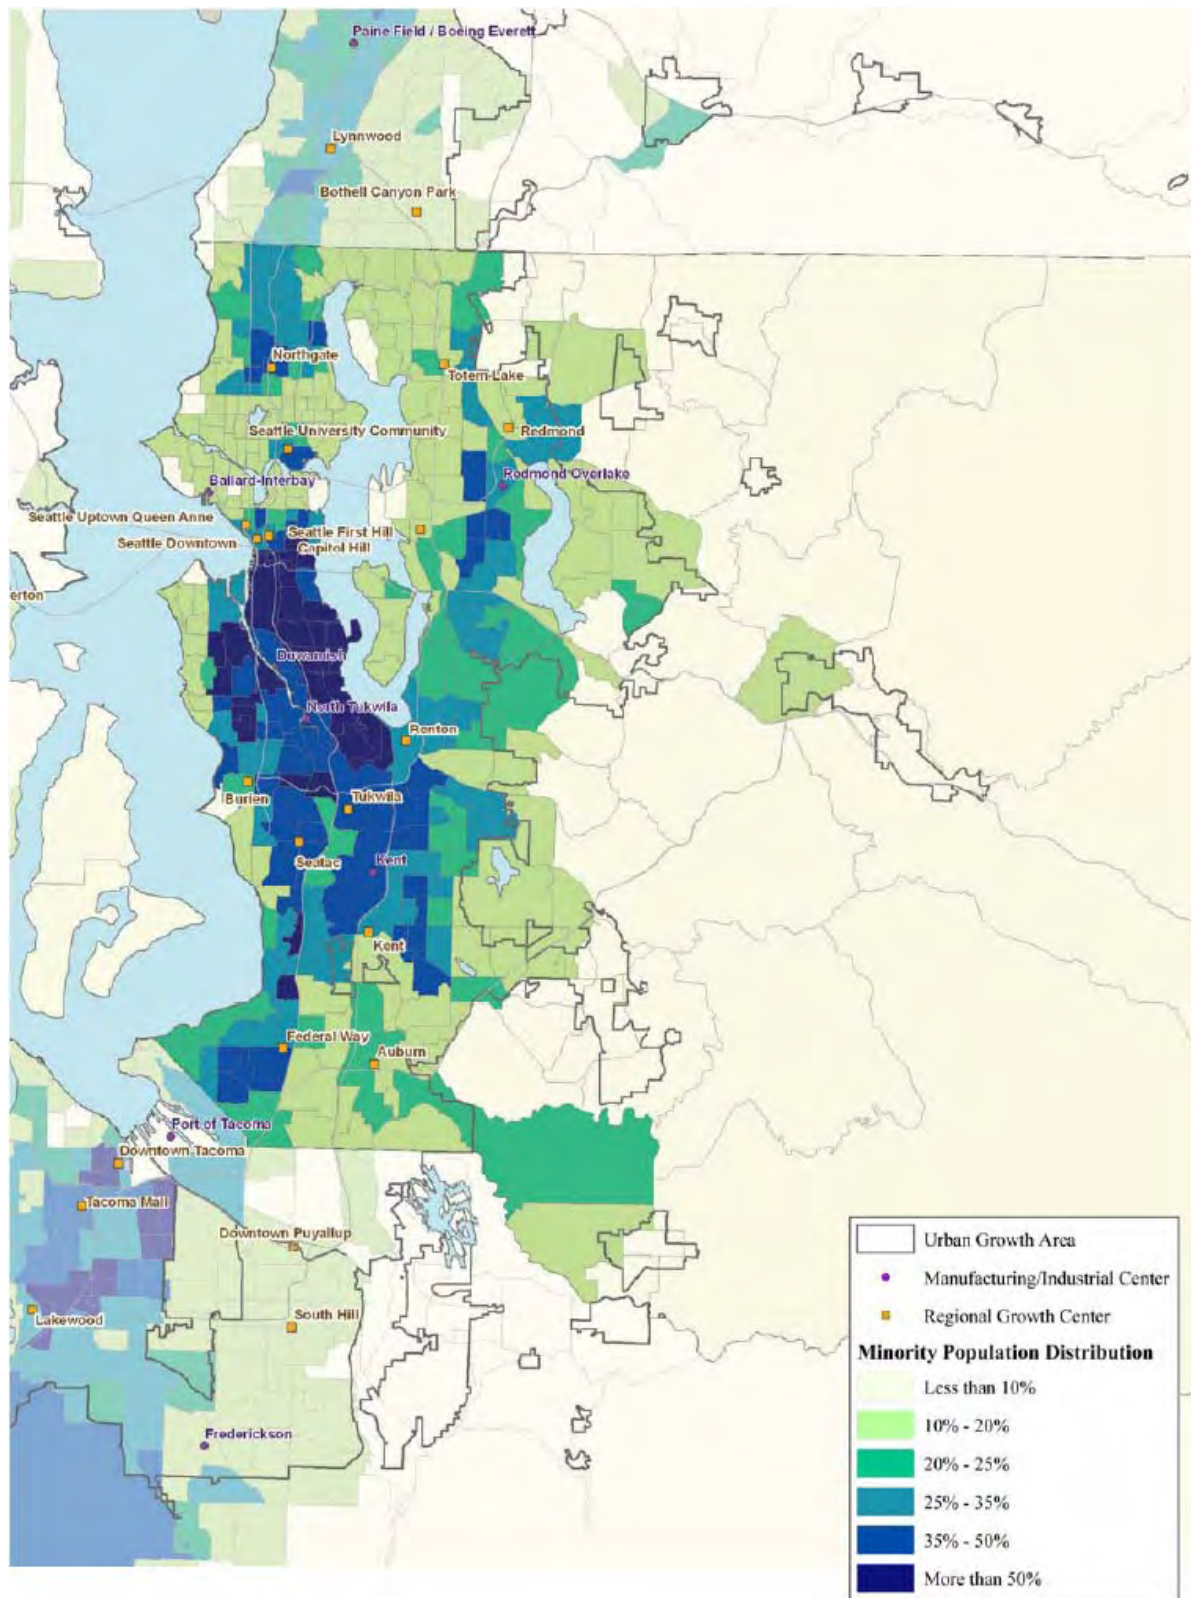 Paine Field / Boeing Everett
Lynnwood
Bothell Canyon Park
Northgate
Totem Lake
Seattle University Community
Redmond
Ballard-Interbay
Redmond Overlake
Seattle Uptown Queen Anne
Seattle First Hill
Seattle Downtown
Capitol Hill
erton
Duwamish
North Tukwila
Renton
Burien
Tukwila
Seatac
Kent
Kent
Federal Way
Auburn
Port of Tacoma
Downtown Tacoma
Tacoma Mall
Downtown Puyallup
Lakewood
South Hill
Frederickson
Urban Growth Area
Manufacturing/Industrial Center
Regional Growth Center
Minority Population Distribution
Less than 10%
10% - 20%
20% - 25%
25% - 35%
35% - 50%
More than 50%